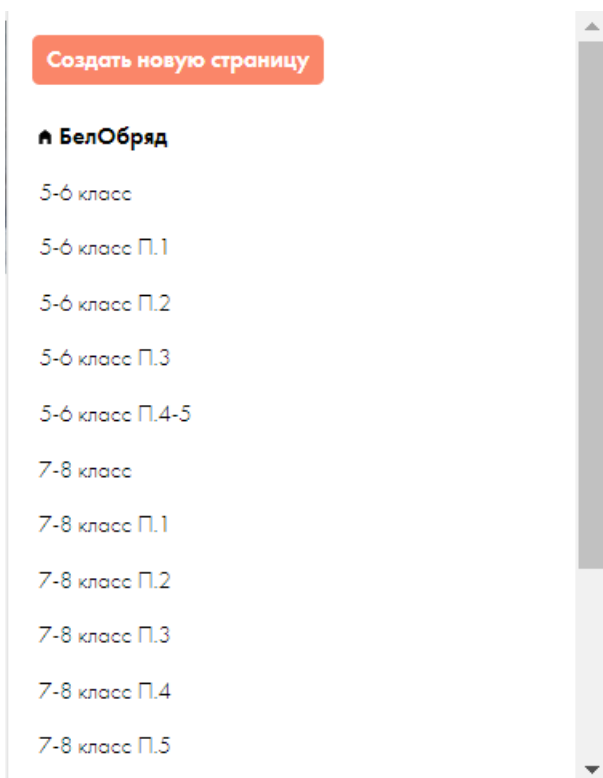 Создать новую страницу
БелОбряд
5-6 класс
5-6 класс П.1
5-6 класс П.2
5-6 класс П.3
5-6 класс П.4-5
7-8 класс
7-8 класс П.1
7-8 класс П.2
7-8 класс П.3
7-8 класс П.4
7-8 класс П.5